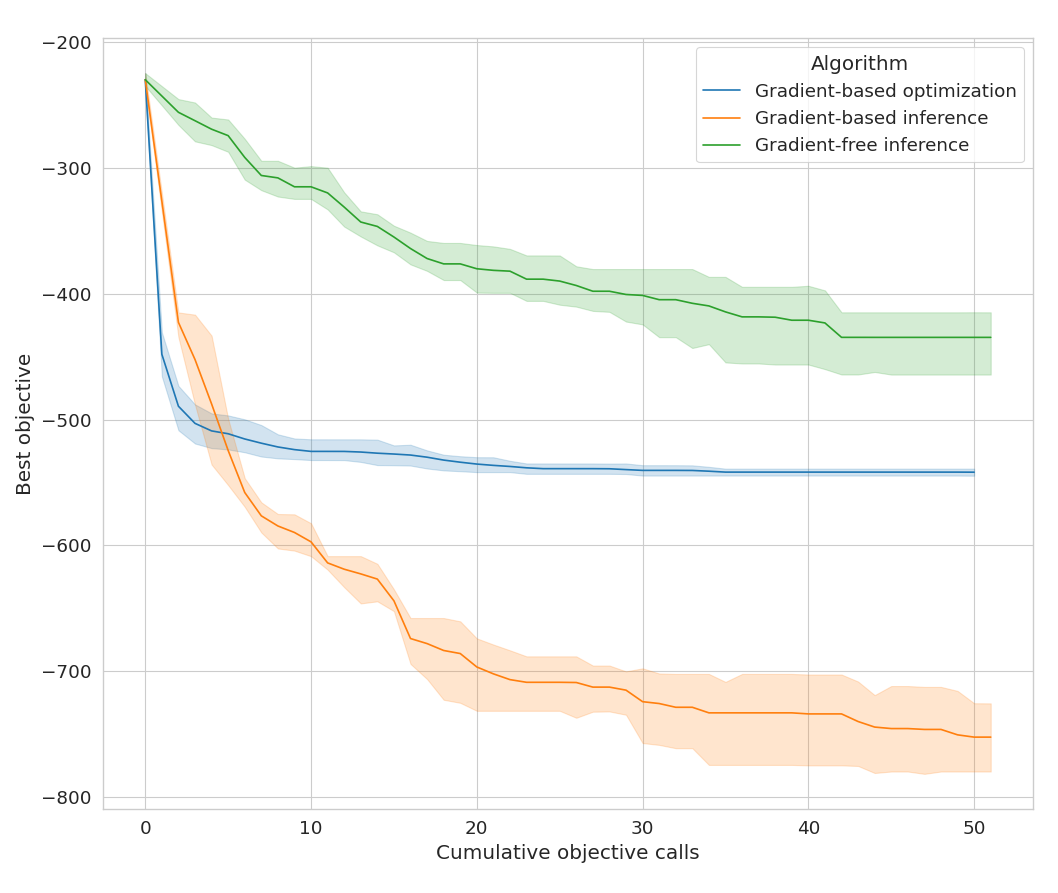 Algorithm
Gradient-based optimization
Gradient-based inference
Gradient-free inference
−200
−300
−400
−500
−600
−700
−800
Best objective
0 10 20 30 40 50
Cumulative objective calls